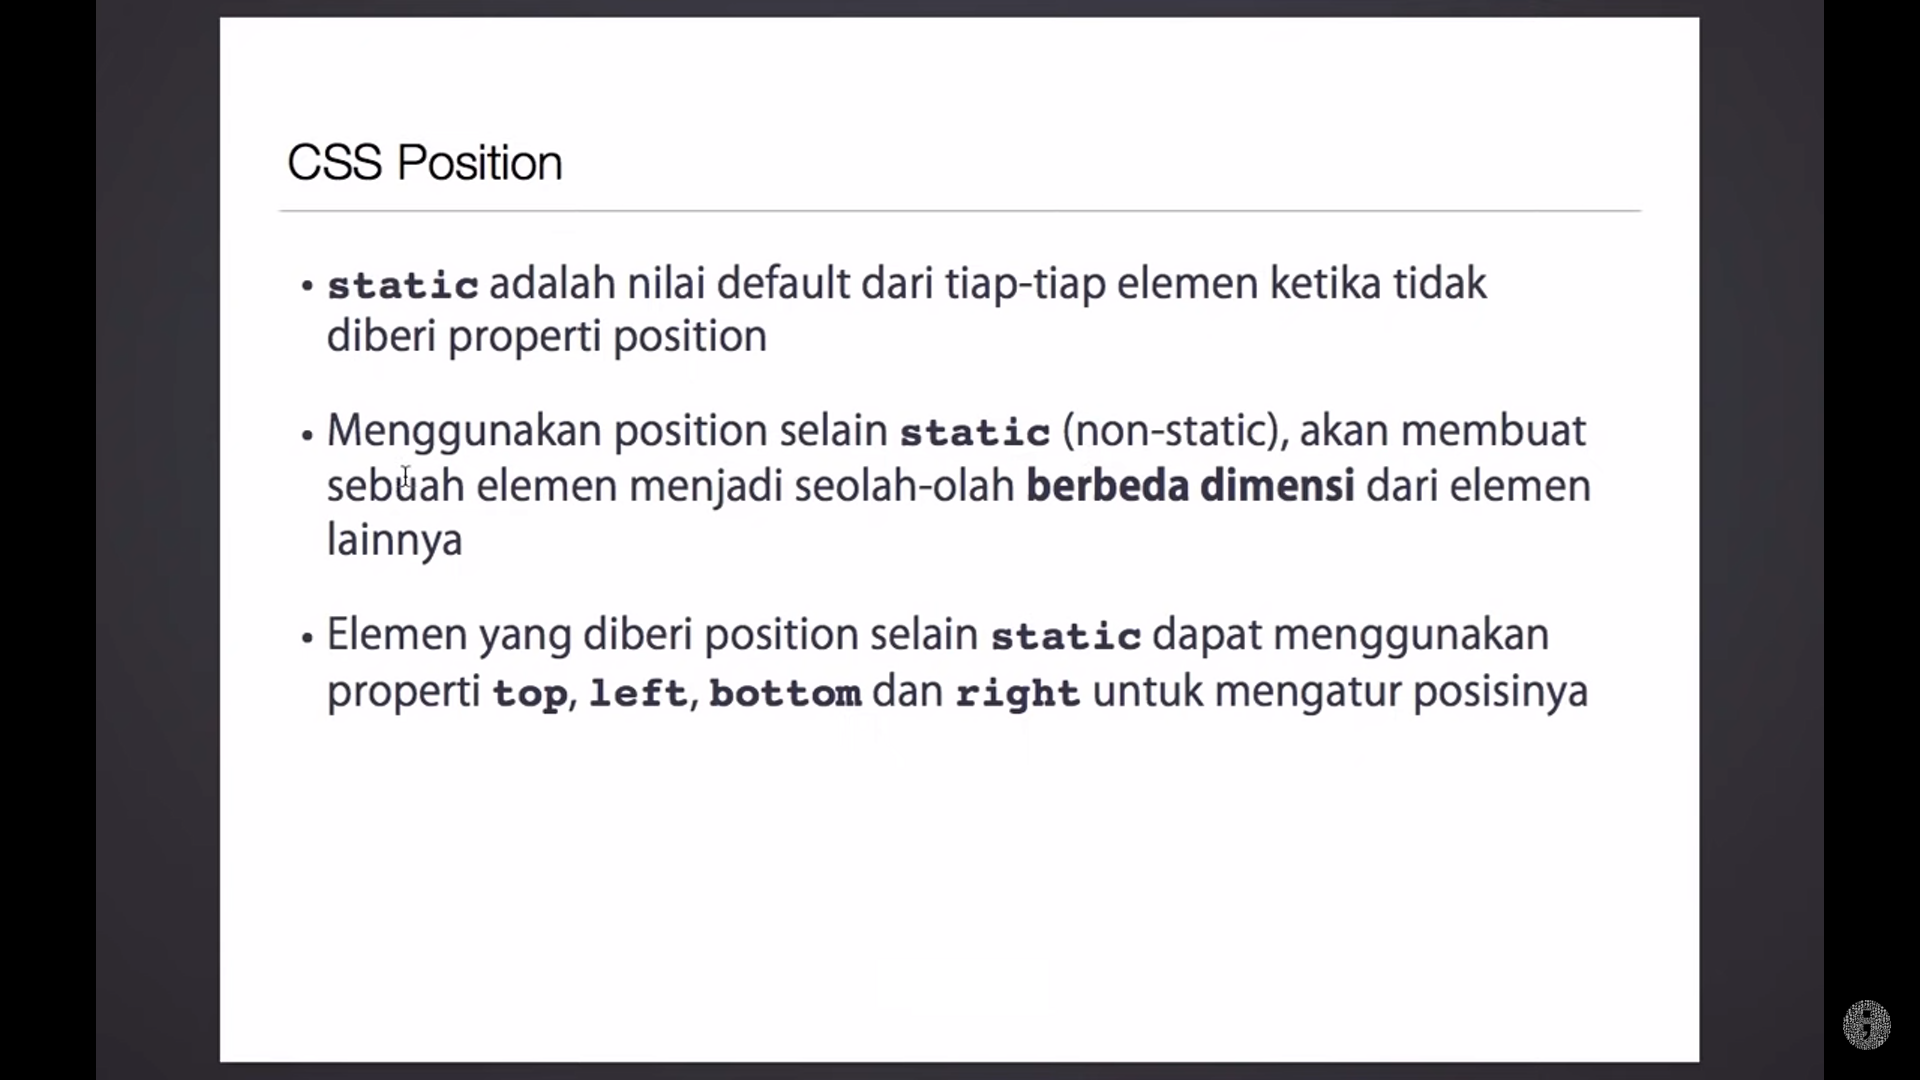 CSS Position
• static adalah nilai default dari tiap-tiap elemen ketika tidak
diberi properti position
• Menggunakan position selain static (non-static), akan membuat
sebuah elemen menjadi seolah-olah berbeda dimensi dari elemen
lainnya
• Elemen yang diberi position selain static dapat menggunakan
properti top, left, bottom dan right untuk mengatur posisinya